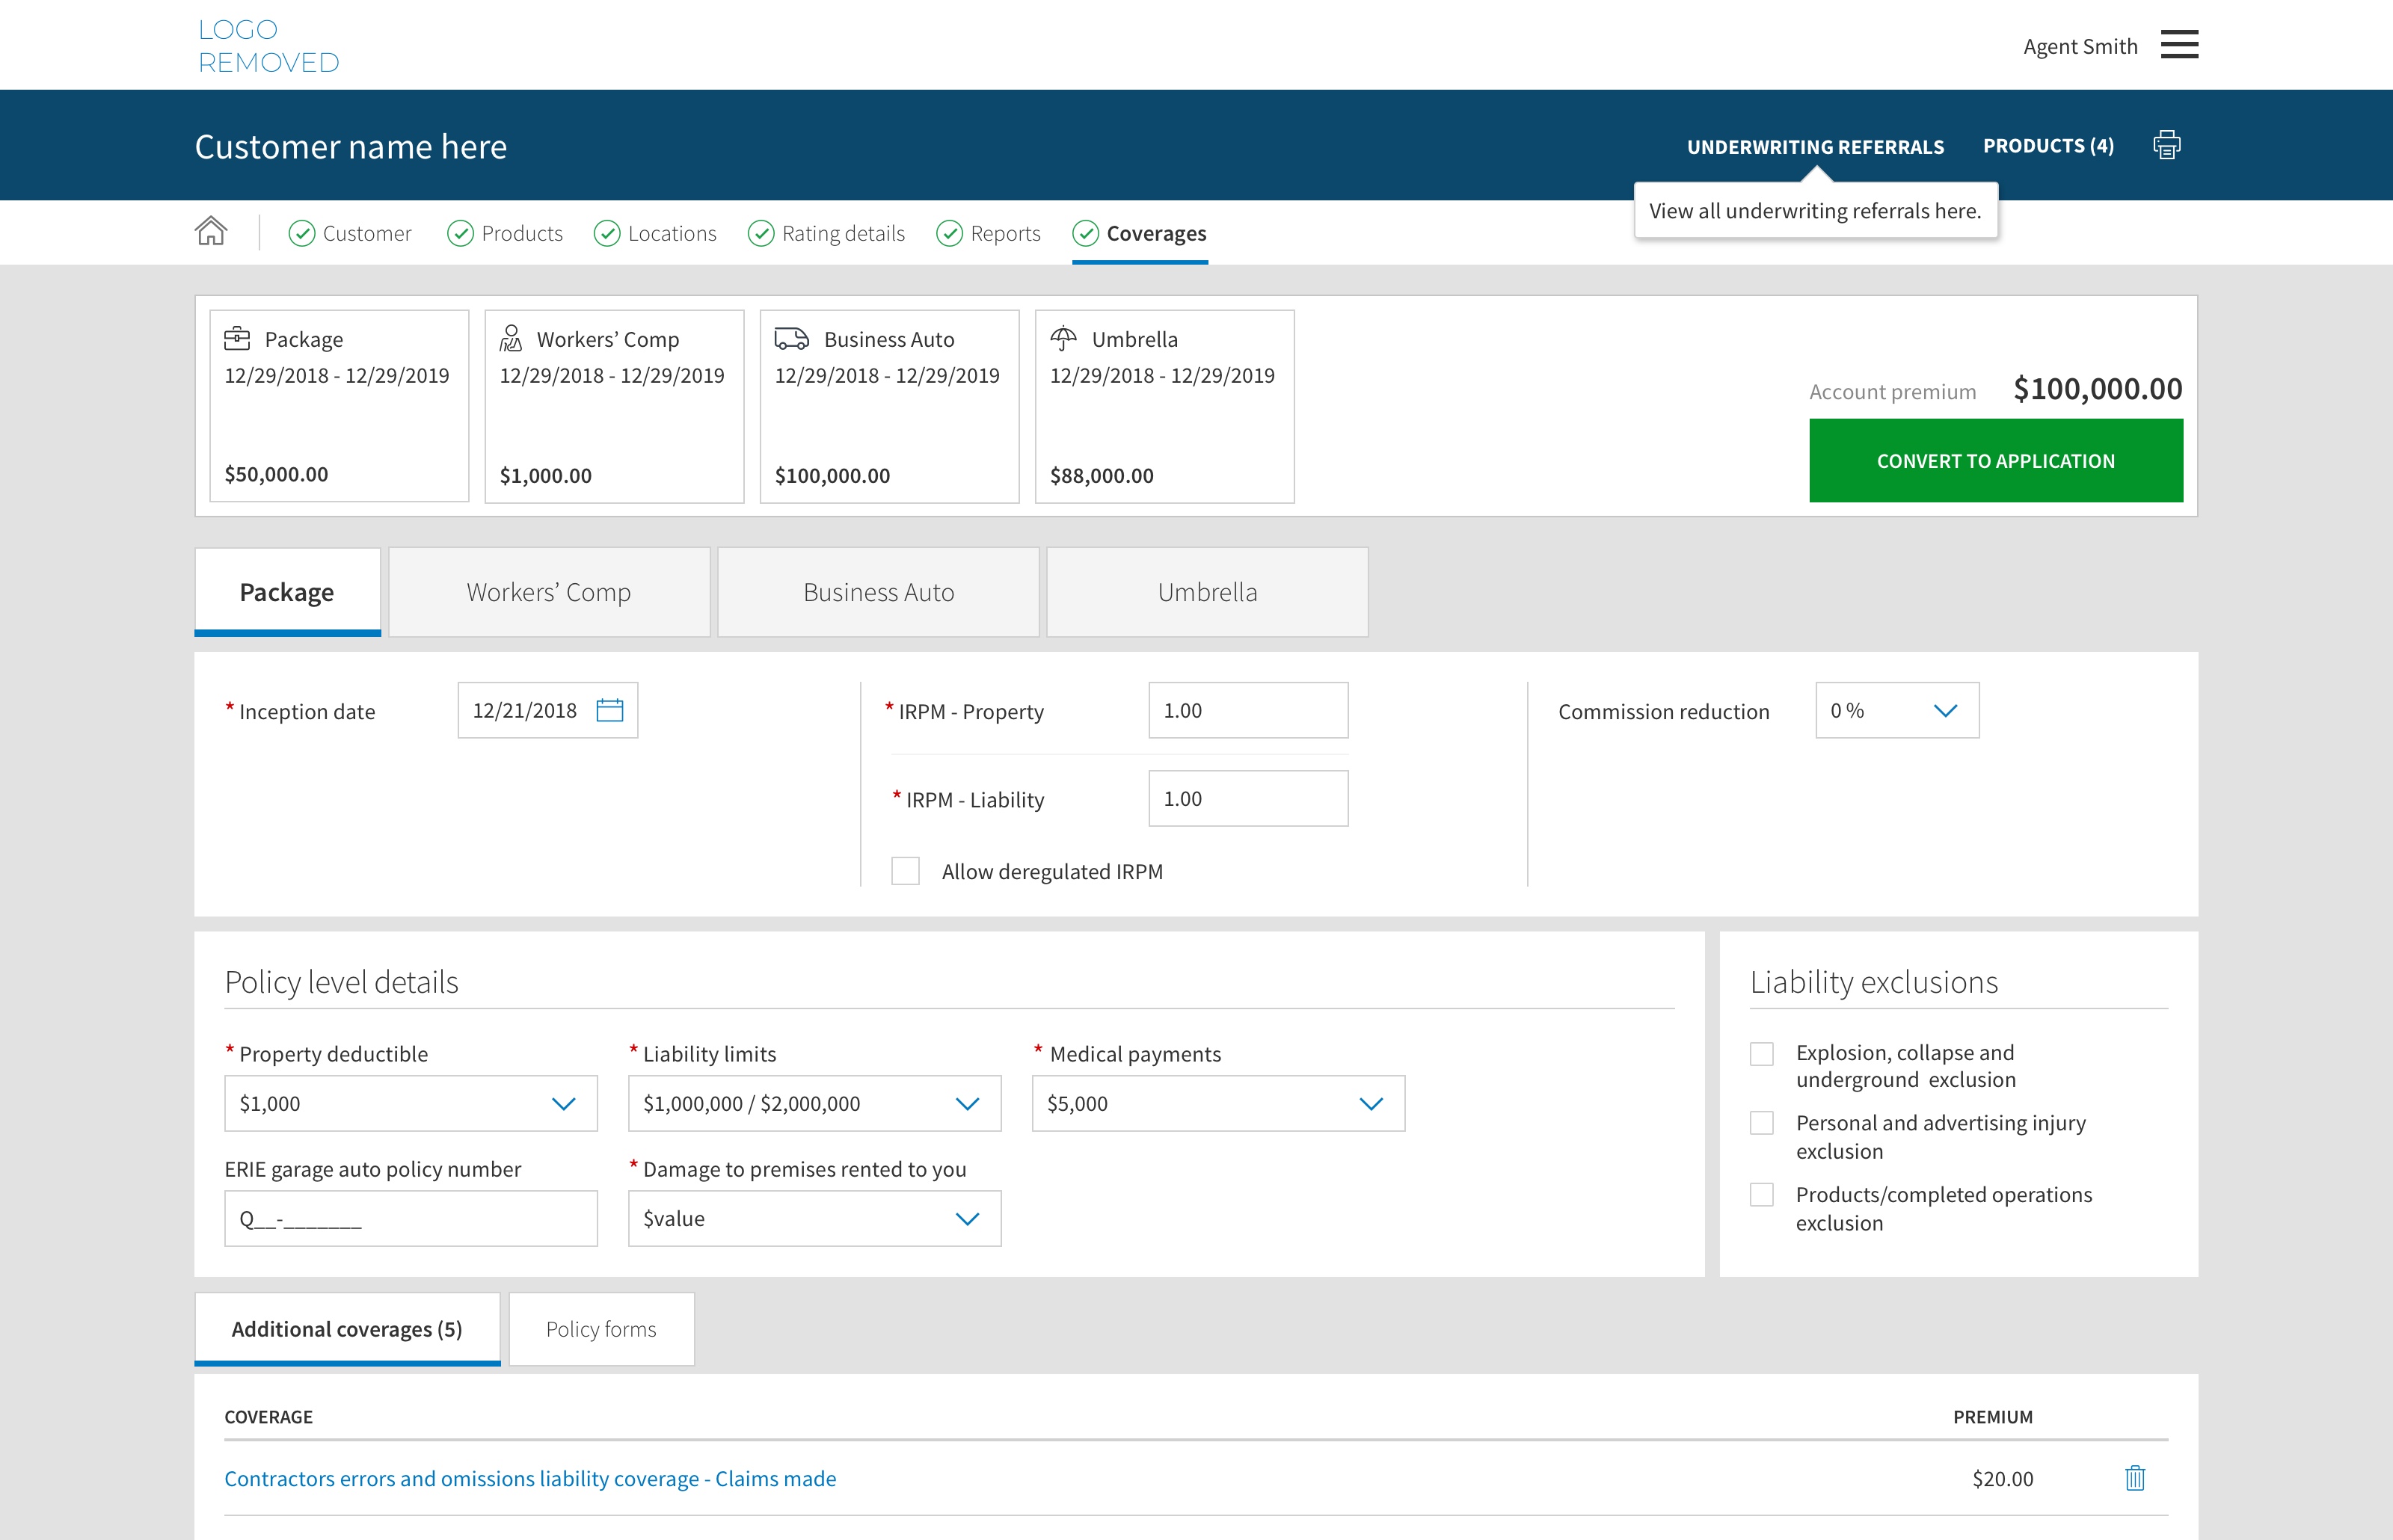 LOGO
REMOVED
Agent Smith
Customer name here
UNDERWRITING REFERRALS
PRODUCTS (4)
View all underwriting referrals here.
Customer
Products
Locations
Rating details
Reports
Coverages
Package
12/29/2018 - 12/29/2019
$50,000.00
Workers’ Comp
12/29/2018 - 12/29/2019
$1,000.00
Business Auto
12/29/2018 - 12/29/2019
$100,000.00
Umbrella
12/29/2018 - 12/29/2019
$88,000.00
Account premium $100,000.00
CONVERT TO APPLICATION
Package
Workers’ Comp
Business Auto
Umbrella
* Inception date
12/21/2018
* IRPM - Property
1.00
* IRPM - Liability
1.00
Allow deregulated IRPM
Commission reduction
0 %
Policy level details
* Property deductible
$1,000
* Liability limits
$1,000,000 / $2,000,000
* Medical payments
$5,000
ERIE garage auto policy number
Q__-_______
* Damage to premises rented to you
$value
Liability exclusions
Explosion, collapse and
underground exclusion
Personal and advertising injury
exclusion
Products/completed operations
exclusion
Additional coverages (5)
Policy forms
COVERAGE
PREMIUM
Contractors errors and omissions liability coverage - Claims made
$20.00